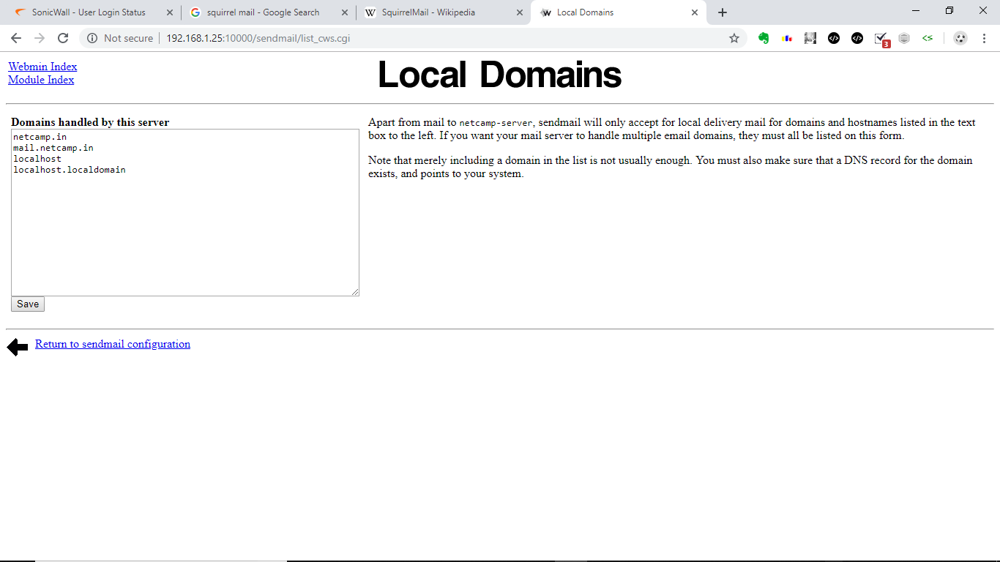 SonicWall - User Login Status
squirrel mail - Google Search
SquirrelMail - Wikipedia
Local Domains
Not secure
192.168.1.25:10000/sendmail/list_cws.cgi
3
<S
Webmin Index
Module Index
Local Domains
Domains handled by this server
netcamp.in
mail.netcamp.in
localhost
localhost.localdomain
Save
Apart from mail to netcamp-server, sendmail will only accept for local delivery mail for domains and hostnames listed in the text
box to the left. If you want your mail server to handle multiple email domains, they must all be listed on this form.
Note that merely including a domain in the list is not usually enough. You must also make sure that a DNS record for the domain
exists, and points to your system.
Return to sendmail configuration